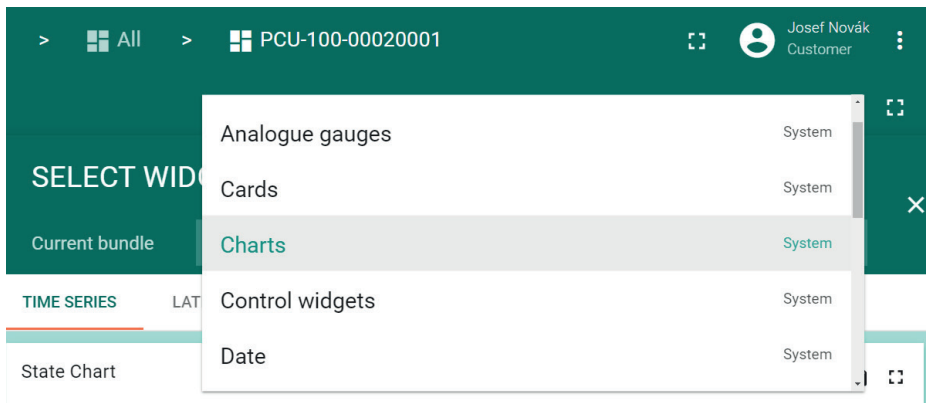 > All > PCU-100-00020001
Josef Novák
Customer
Analogue gauges System
SELECT WIDG
Cards System
Current bundle
Charts System
TIME SERIES LAT
Control widgets System
State Chart
Date System